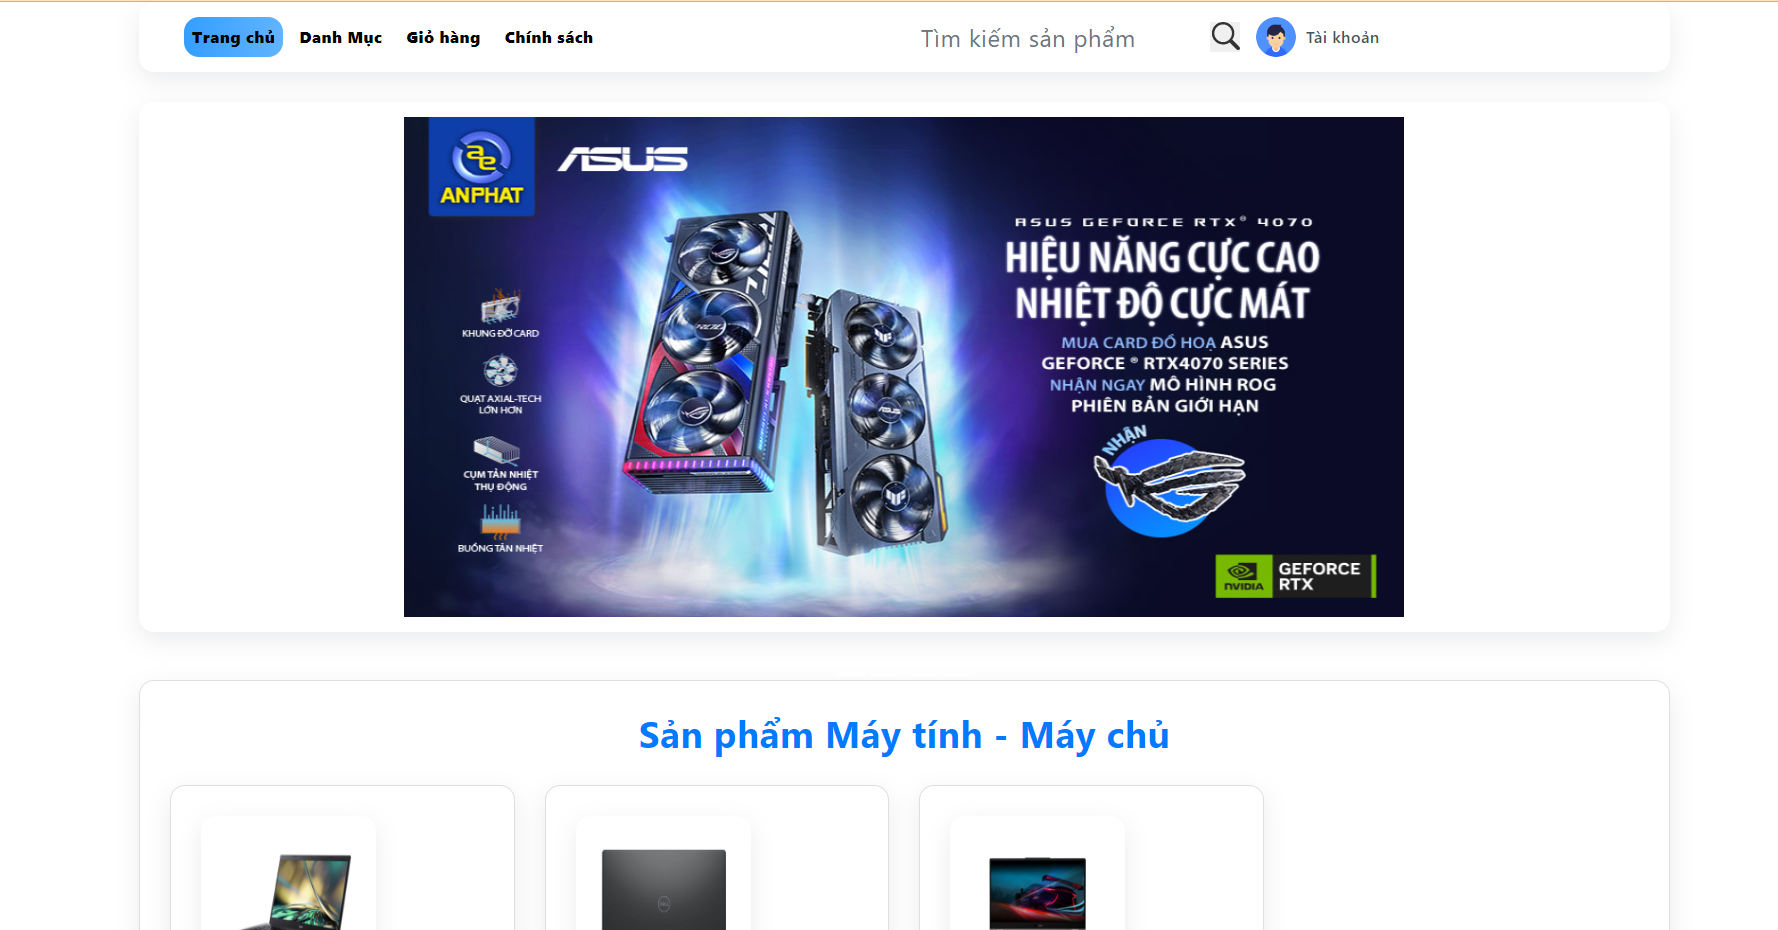 Trang chủ Danh Mục Giỏ hàng Chính sách Tìm kiếm sản phẩm Tài khoản
ae
ANPHAT
ASUS
KHUNG ĐỠ CARD
QUẠT AXIAL-TECH
LỚN HƠN
CỤM TẢN NHIỆT
THỤ ĐỘNG
BUỒNG TẢN NHIỆT
ASUS GEFORCE RTX® 4070
HIỆU NĂNG CỰC CAO
NHIỆT ĐỘ CỰC MÁT
MUA CARD ĐỒ HOẠ ASUS
GEFORCE ® RTX4070 SERIES
NHẬN NGAY MÔ HÌNH ROG
PHIÊN BẢN GIỚI HẠN
NHẬN
NVIDIA
GEFORCE
RTX
Sản phẩm Máy tính - Máy chủ
DELL